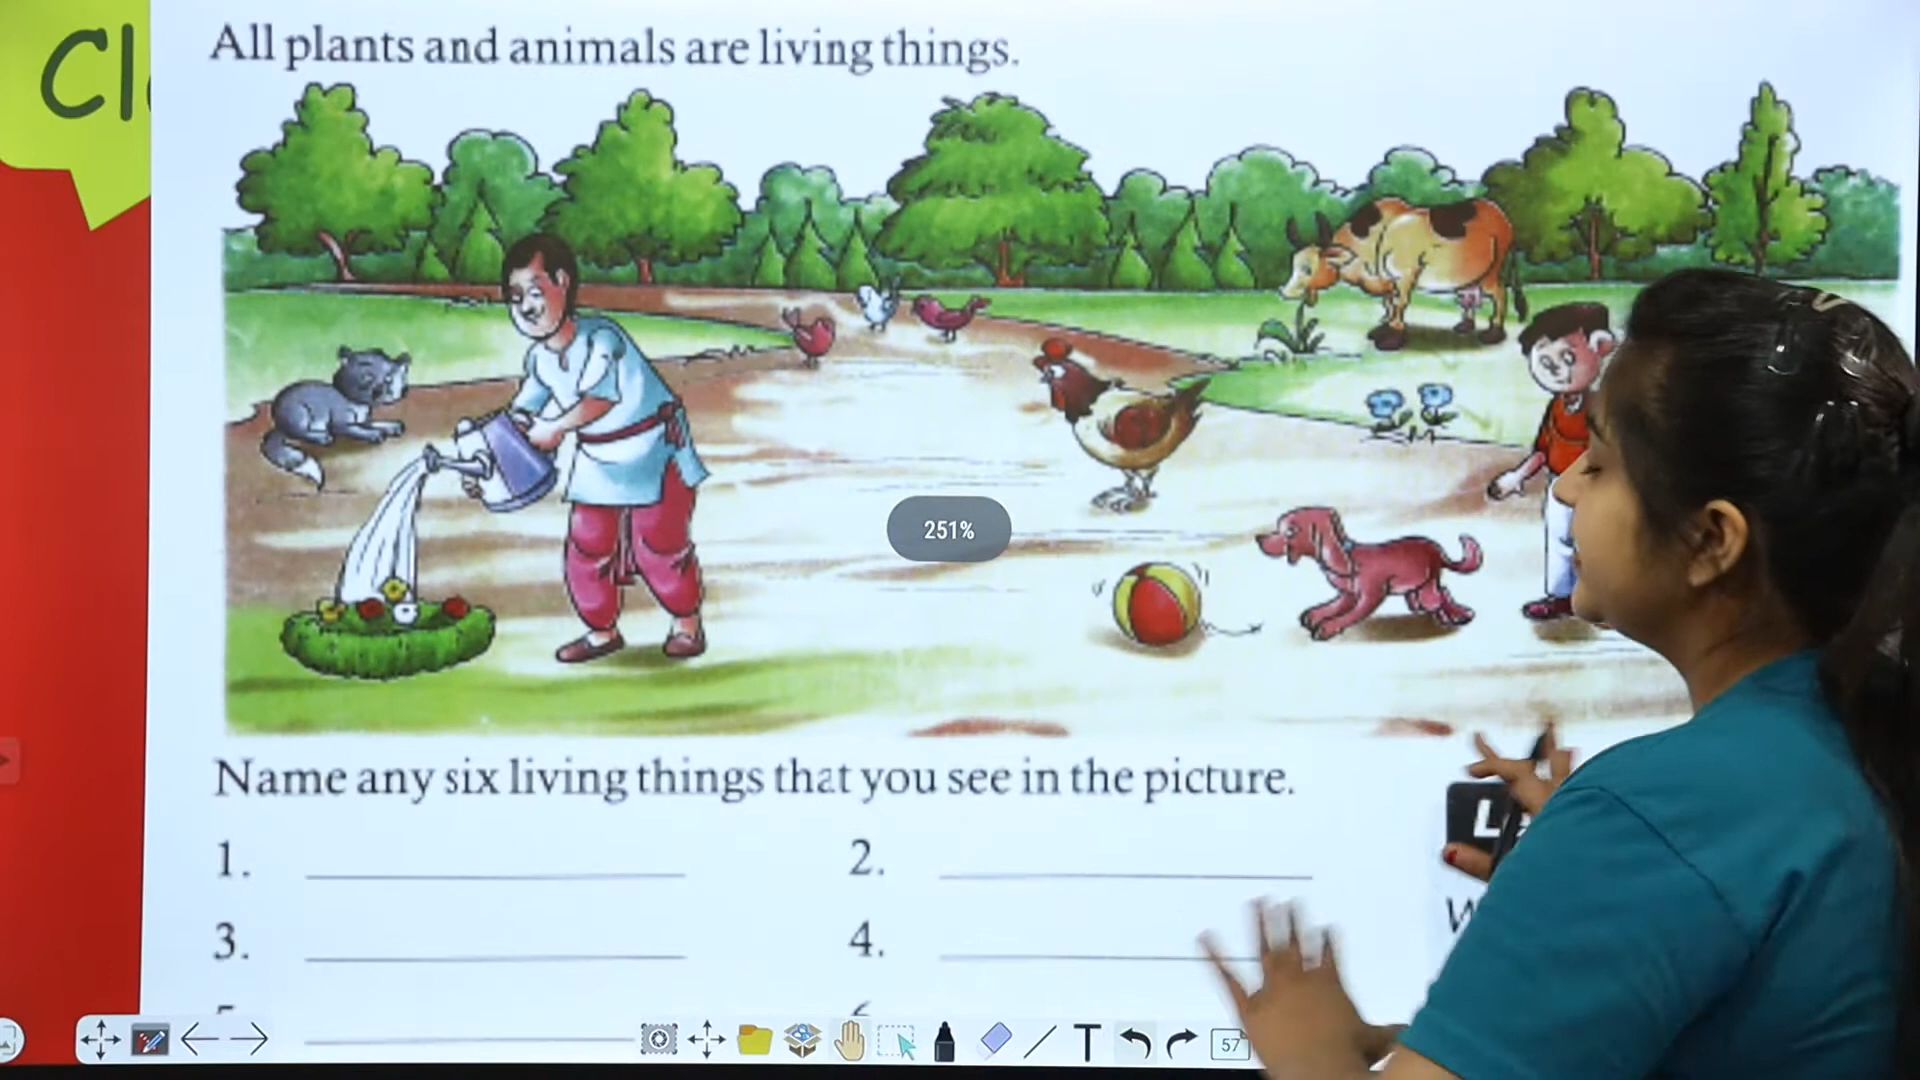 All plants and animals are living things.
251%
Name any six living things that you see in the picture.
1.
2.
3.
4.
T
57